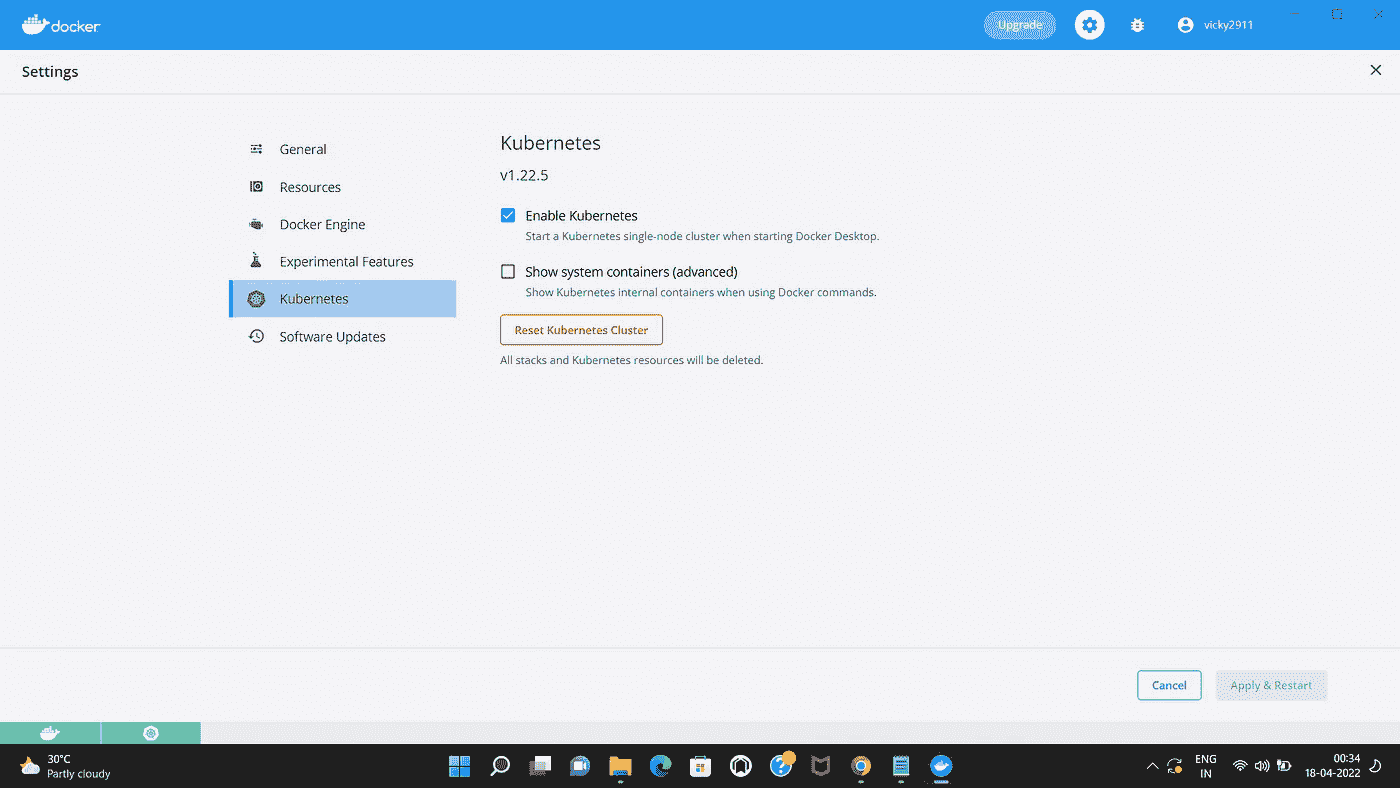 docker
Upgrade
vicky2911
Settings
General
Resources
Docker Engine
Experimental Features
Kubernetes
Software Updates
Kubernetes
v1.22.5
Enable Kubernetes
Start a Kubernetes single-node cluster when starting Docker Desktop.
Show system containers (advanced)
Show Kubernetes internal containers when using Docker commands.
Reset Kubernetes Cluster
All stacks and Kubernetes resources will be deleted.
Cancel
Apply & Restart
30°C
Partly cloudy
ENG
IN
00:34
18-04-2022